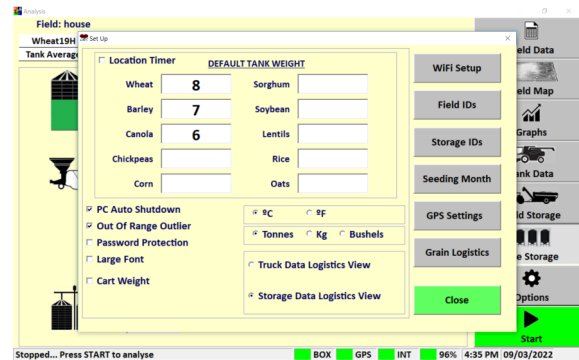 Analysis
Field: house
Wheat19H
Tank Average
Set Up
Location Timer
DEFAULT TANK WEIGHT
Wheat 8 Sorghum
Barley 7 Soybean
Canola 6 Lentils
Chickpeas Rice
Corn Oats
PC Auto Shutdown
Out Of Range Outlier
Password Protection
Large Font
Cart Weight
ºC ºF
Tonnes Kg Bushels
Truck Data Logistics View
Storage Data Logistics View
WiFi Setup
Field IDs
Storage IDs
Seeding Month
GPS Settings
Grain Logistics
Close
eld Data
eld Map
Graphs
nk Data
ld Storage
e Storage
Options
Start
Stopped... Press START to analyse BOX GPS INT 96% 4:35 PM 09/03/2022